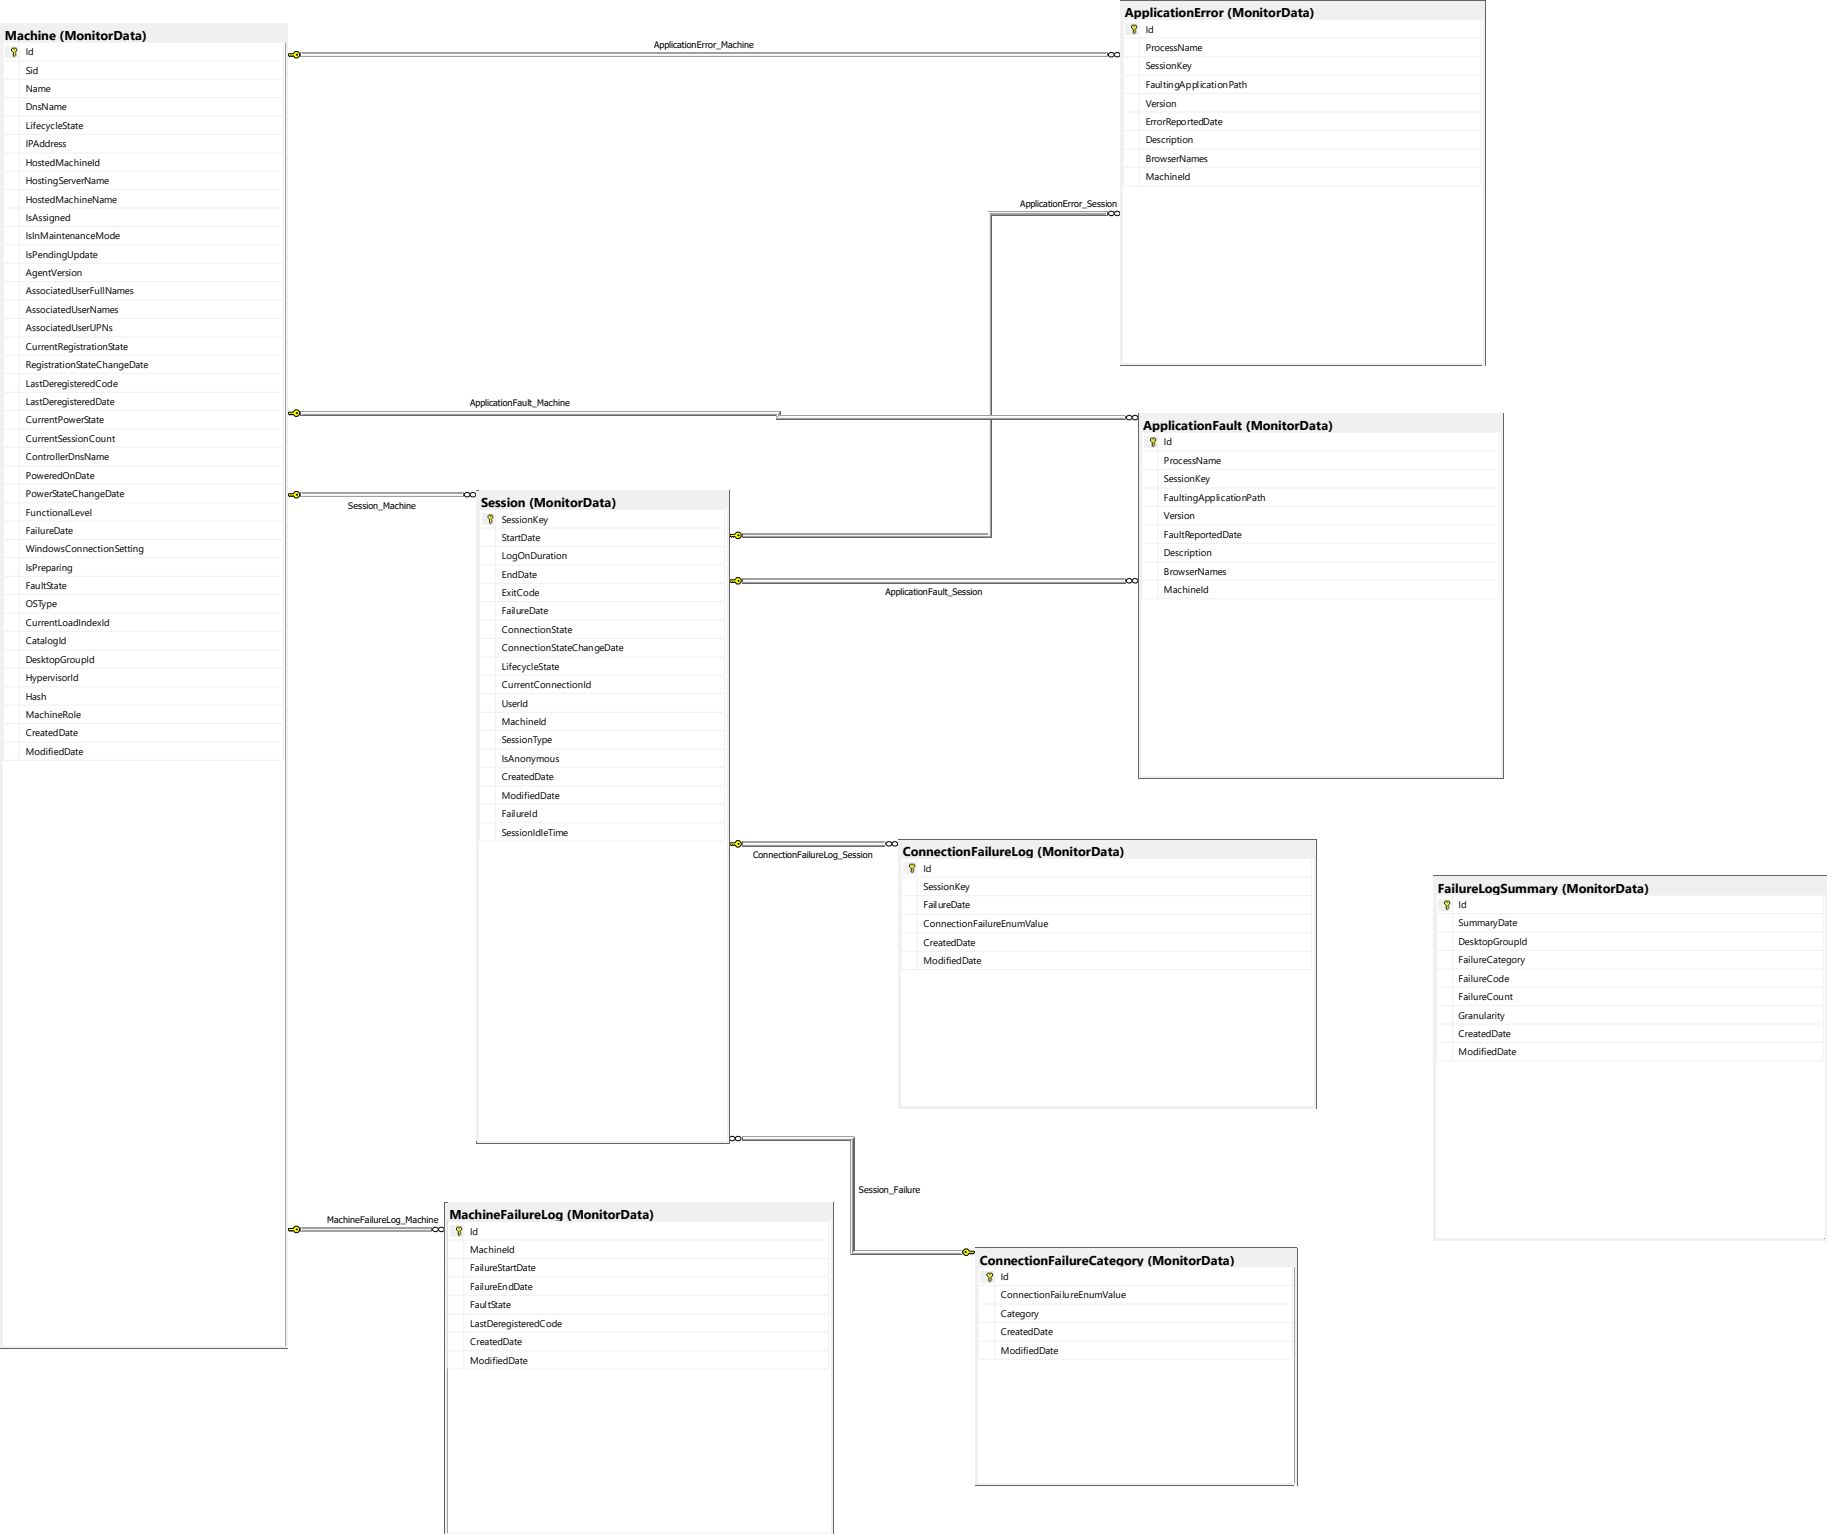 Machine (MonitorData)
Id
Sid
Name
DnsName
LifecycleState
IPAddress
HostedMachineId
HostingServerName
HostedMachineName
IsAssigned
IsInMaintenanceMode
IsPendingUpdate
AgentVersion
AssociatedUserFullNames
AssociatedUserNames
AssociatedUserUPNs
CurrentRegistrationState
RegistrationStateChangeDate
LastDeregisteredCode
LastDeregisteredDate
CurrentPowerState
CurrentSessionCount
ControllerDnsName
PoweredOnDate
PowerStateChangeDate
FunctionalLevel
FailureDate
WindowsConnectionSetting
IsPreparing
FaultState
OSType
CurrentLoadIndexId
CatalogId
DesktopGroupId
HypervisorId
Hash
MachineRole
CreatedDate
ModifiedDate
ApplicationError_Machine
ApplicationError (MonitorData)
Id
ProcessName
SessionKey
FaultingApplicationPath
Version
ErrorReportedDate
Description
BrowserNames
MachineId
ApplicationError_Session
ApplicationFault_Machine
ApplicationFault (MonitorData)
Id
ProcessName
SessionKey
FaultingApplicationPath
Version
FaultReportedDate
Description
BrowserNames
MachineId
Session_Machine
Session (MonitorData)
SessionKey
StartDate
LogOnDuration
EndDate
ExitCode
FailureDate
ConnectionState
ConnectionStateChangeDate
LifecycleState
CurrentConnectionId
UserId
MachineId
SessionType
IsAnonymous
CreatedDate
ModifiedDate
FailureId
SessionIdleTime
ApplicationFault_Session
ConnectionFailureLog_Session
ConnectionFailureLog (MonitorData)
Id
SessionKey
FailureDate
ConnectionFailureEnumValue
CreatedDate
ModifiedDate
FailureLogSummary (MonitorData)
Id
SummaryDate
DesktopGroupId
FailureCategory
FailureCode
FailureCount
Granularity
CreatedDate
ModifiedDate
Session_Failure
MachineFailureLog_Machine
MachineFailureLog (MonitorData)
Id
MachineId
FailureStartDate
FailureEndDate
FaultState
LastDeregisteredCode
CreatedDate
ModifiedDate
ConnectionFailureCategory (MonitorData)
Id
ConnectionFailureEnumValue
Category
CreatedDate
ModifiedDate